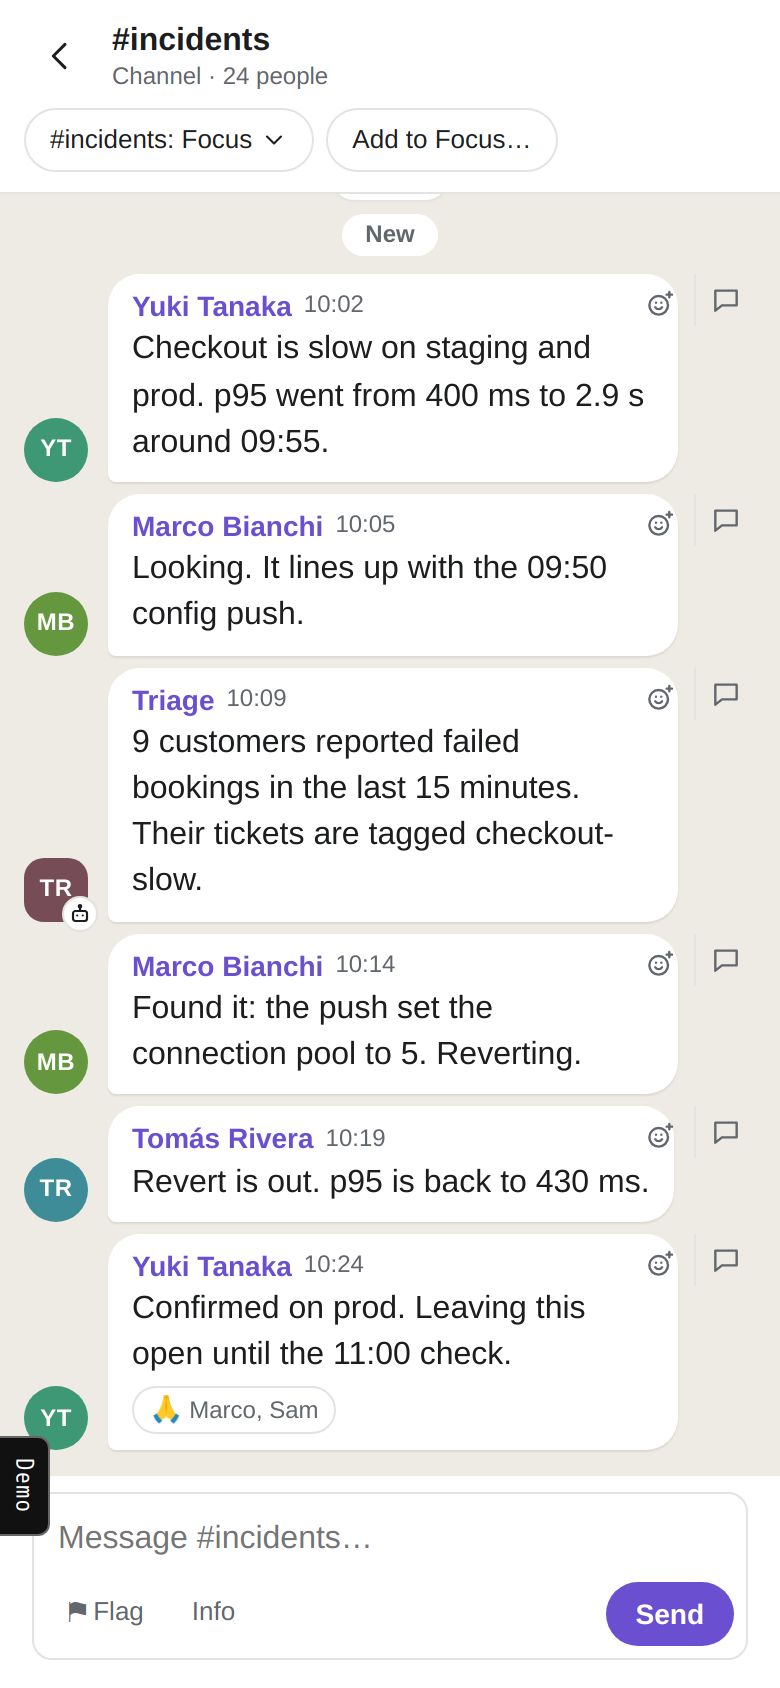 #incidents
Channel · 24 people
#incidents: Focus
Add to Focus…
New
Yuki Tanaka 10:02
Checkout is slow on staging and
prod. p95 went from 400 ms to 2.9 s
around 09:55.
YT
Marco Bianchi 10:05
Looking. It lines up with the 09:50
config push.
MB
Triage 10:09
9 customers reported failed
bookings in the last 15 minutes.
Their tickets are tagged checkout-
slow.
TR
Marco Bianchi 10:14
Found it: the push set the
connection pool to 5. Reverting.
MB
Tomás Rivera 10:19
Revert is out. p95 is back to 430 ms.
TR
Yuki Tanaka 10:24
Confirmed on prod. Leaving this
open until the 11:00 check.
🙏 Marco, Sam
YT
Demo
Message #incidents…
Flag
Info
Send